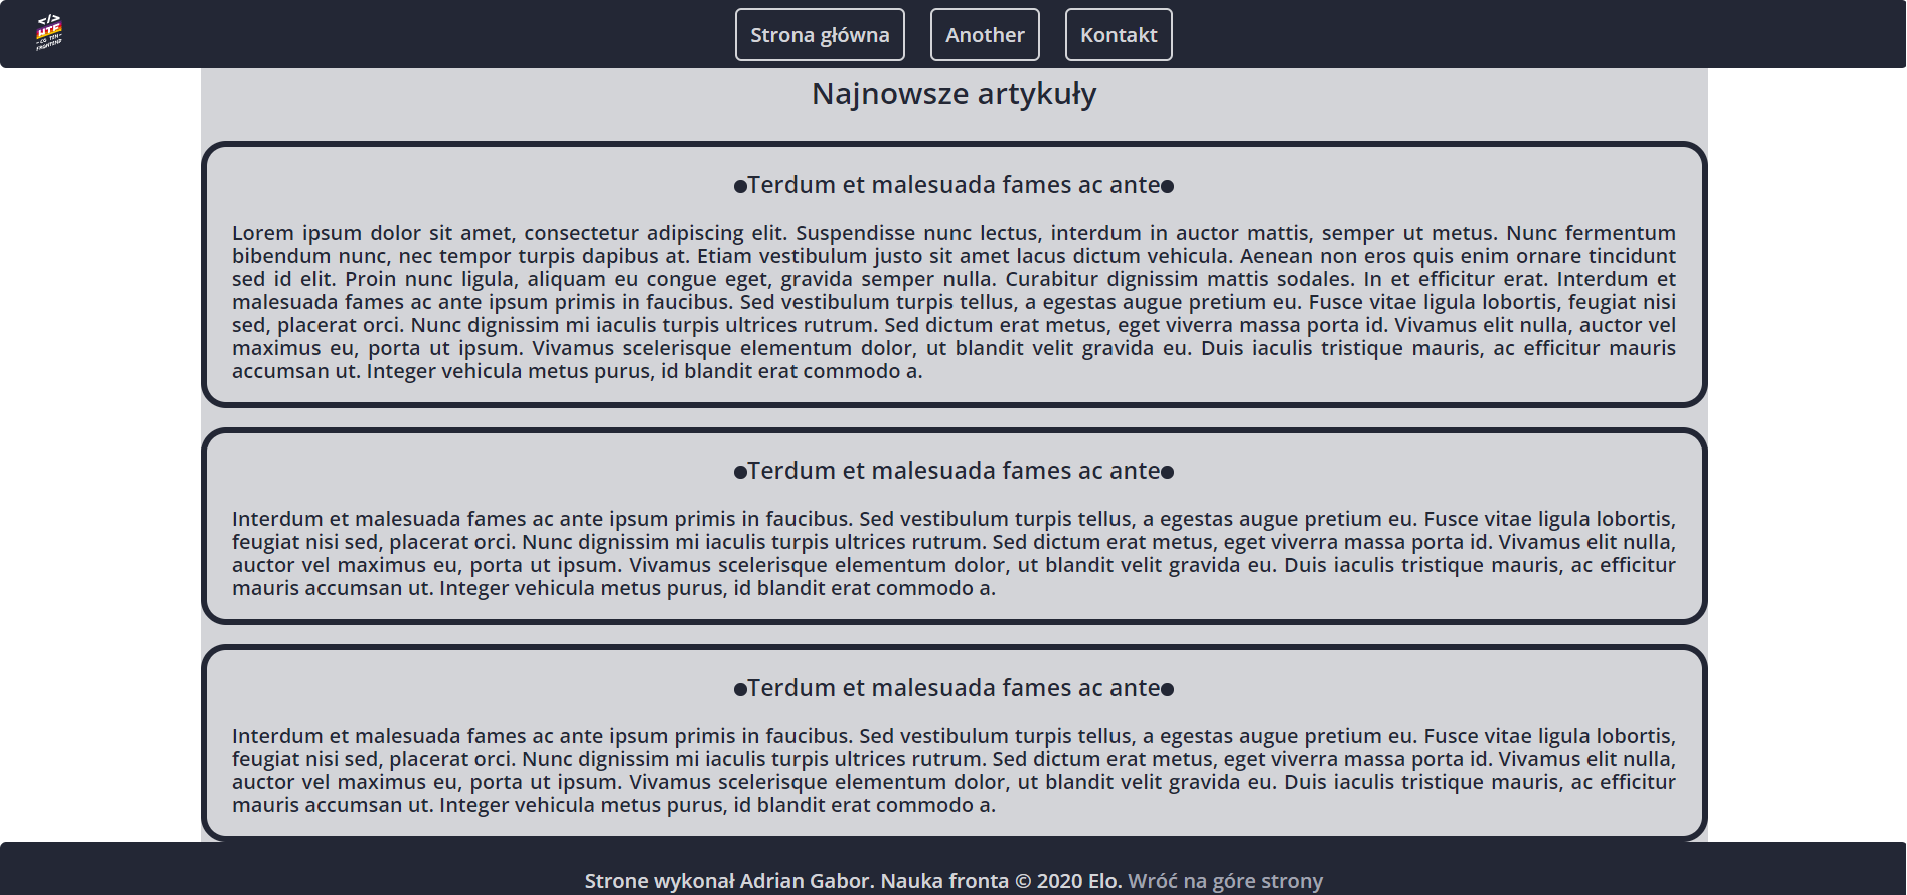 </>
WTF
- CO TEN -
FRONTEND
Strona główna
Another
Kontakt
Najnowsze artykuły
Terdum et malesuada fames ac ante
Lorem ipsum dolor sit amet, consectetur adipiscing elit. Suspendisse nunc lectus, interdum in auctor mattis, semper ut metus. Nunc fermentum
bibendum nunc, nec tempor turpis dapibus at. Etiam vestibulum justo sit amet lacus dictum vehicula. Aenean non eros quis enim ornare tincidunt
sed id elit. Proin nunc ligula, aliquam eu congue eget, gravida semper nulla. Curabitur dignissim mattis sodales. In et efficitur erat. Interdum et
malesuada fames ac ante ipsum primis in faucibus. Sed vestibulum turpis tellus, a egestas augue pretium eu. Fusce vitae ligula lobortis, feugiat nisi
sed, placerat orci. Nunc dignissim mi iaculis turpis ultrices rutrum. Sed dictum erat metus, eget viverra massa porta id. Vivamus elit nulla, auctor vel
maximus eu, porta ut ipsum. Vivamus scelerisque elementum dolor, ut blandit velit gravida eu. Duis iaculis tristique mauris, ac efficitur mauris
accumsan ut. Integer vehicula metus purus, id blandit erat commodo a.
Terdum et malesuada fames ac ante
Interdum et malesuada fames ac ante ipsum primis in faucibus. Sed vestibulum turpis tellus, a egestas augue pretium eu. Fusce vitae ligula lobortis,
feugiat nisi sed, placerat orci. Nunc dignissim mi iaculis turpis ultrices rutrum. Sed dictum erat metus, eget viverra massa porta id. Vivamus elit nulla,
auctor vel maximus eu, porta ut ipsum. Vivamus scelerisque elementum dolor, ut blandit velit gravida eu. Duis iaculis tristique mauris, ac efficitur
mauris accumsan ut. Integer vehicula metus purus, id blandit erat commodo a.
Terdum et malesuada fames ac ante
Interdum et malesuada fames ac ante ipsum primis in faucibus. Sed vestibulum turpis tellus, a egestas augue pretium eu. Fusce vitae ligula lobortis,
feugiat nisi sed, placerat orci. Nunc dignissim mi iaculis turpis ultrices rutrum. Sed dictum erat metus, eget viverra massa porta id. Vivamus elit nulla,
auctor vel maximus eu, porta ut ipsum. Vivamus scelerisque elementum dolor, ut blandit velit gravida eu. Duis iaculis tristique mauris, ac efficitur
mauris accumsan ut. Integer vehicula metus purus, id blandit erat commodo a.
Strone wykonał Adrian Gabor. Nauka fronta © 2020 Elo. Wróć na góre strony